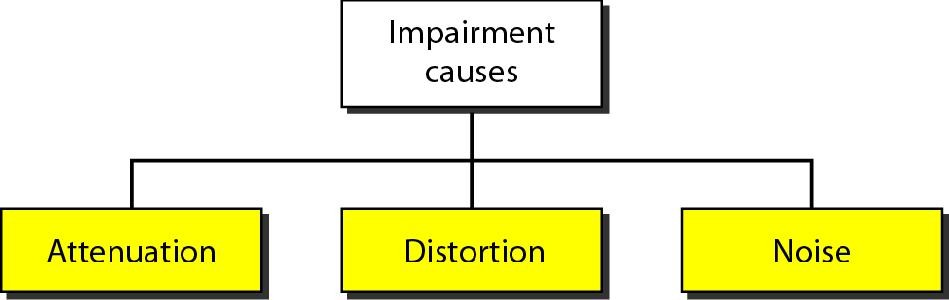 Impairment
causes
Attenuation
Distortion
Noise